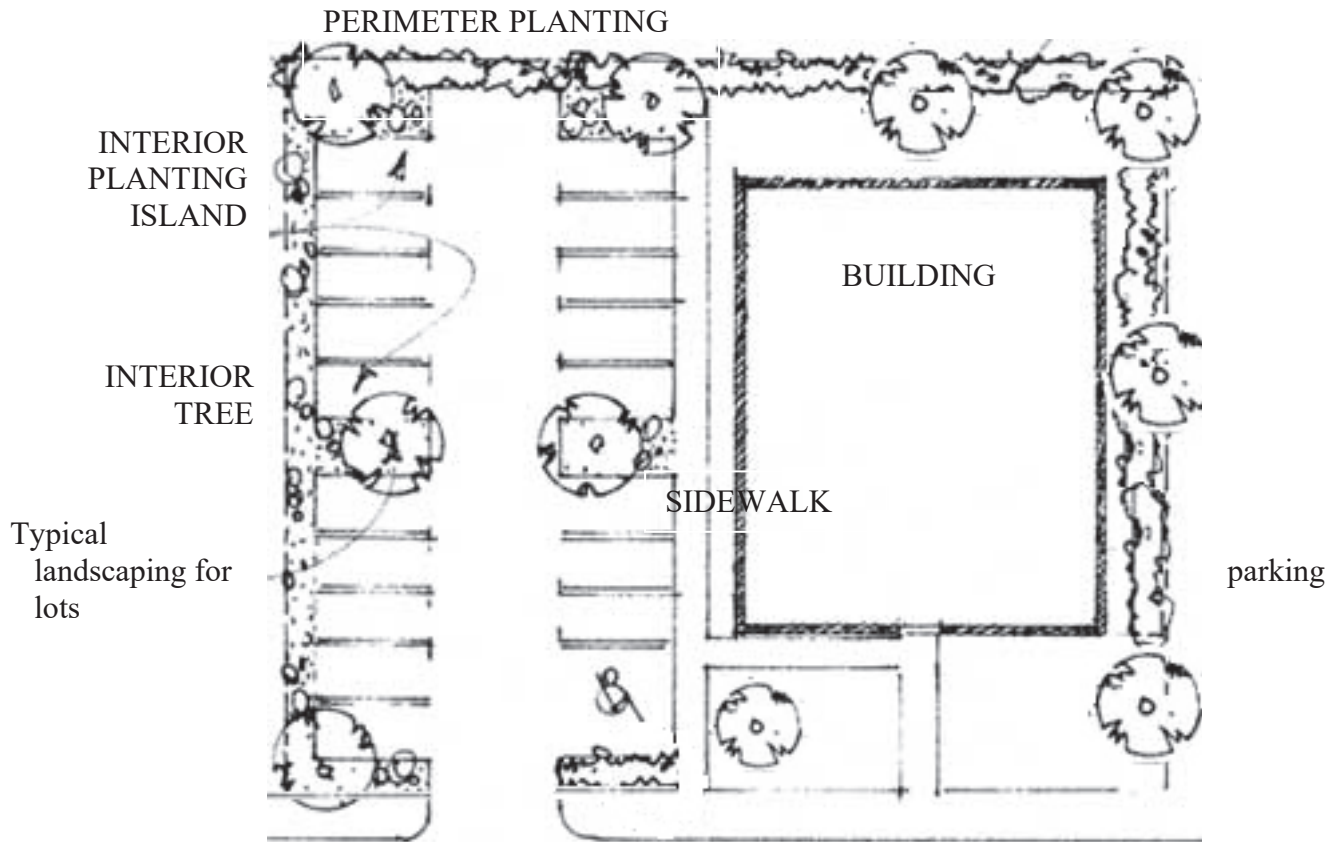 PERIMETER PLANTING
INTERIOR
PLANTING
ISLAND
BUILDING
INTERIOR
TREE
SIDEWALK
Typical
landscaping for
lots
parking